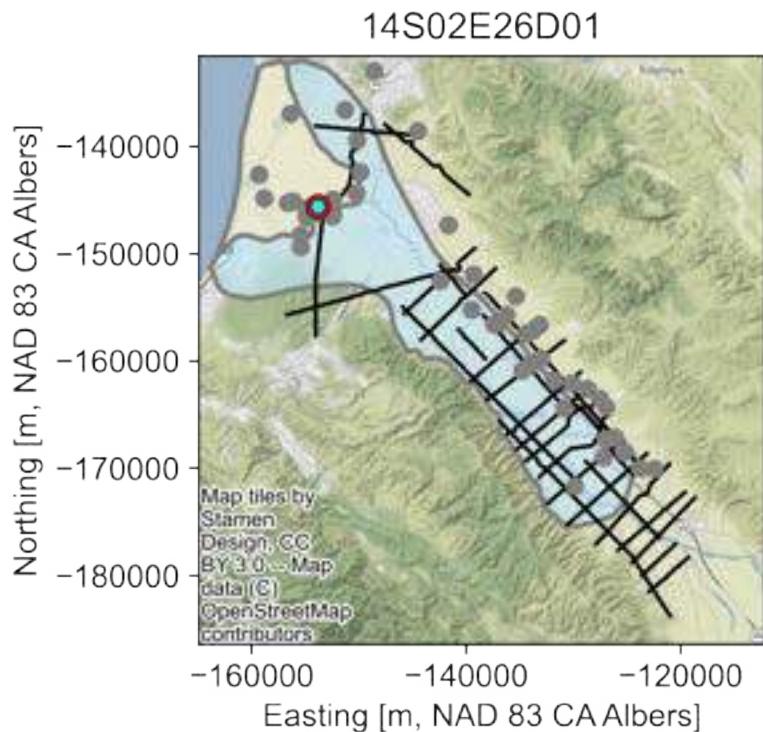 14S02E26D01
Northing [m, NAD 83 CA Albers]
−140000
−150000
−160000
−170000
−180000
Map tiles by
Stamen
Design, CC
BY 3.0 -- Map
data (C)
OpenStreetMap
contributors
−160000
−140000
−120000
Easting [m, NAD 83 CA Albers]